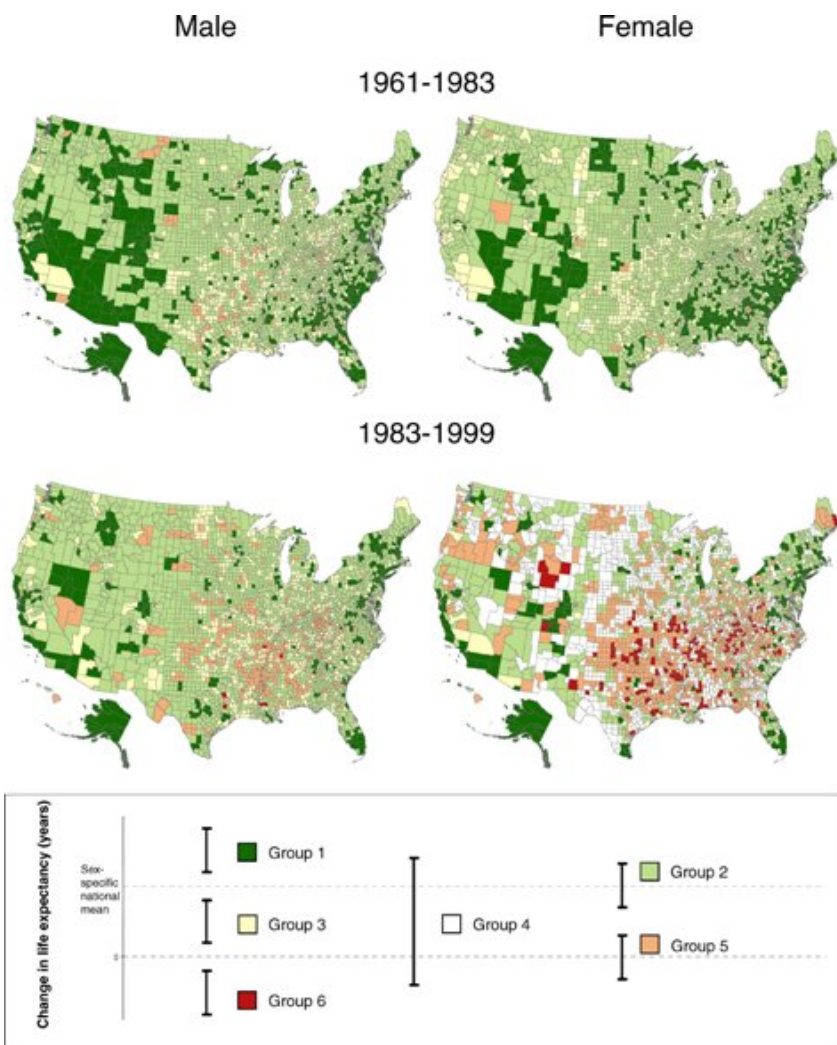 Male
Female
1961-1983
1983-1999
Change in life expectancy (years)
Sex-
specific
national
mean
0
Group 1
Group 2
Group 3
Group 4
Group 5
Group 6